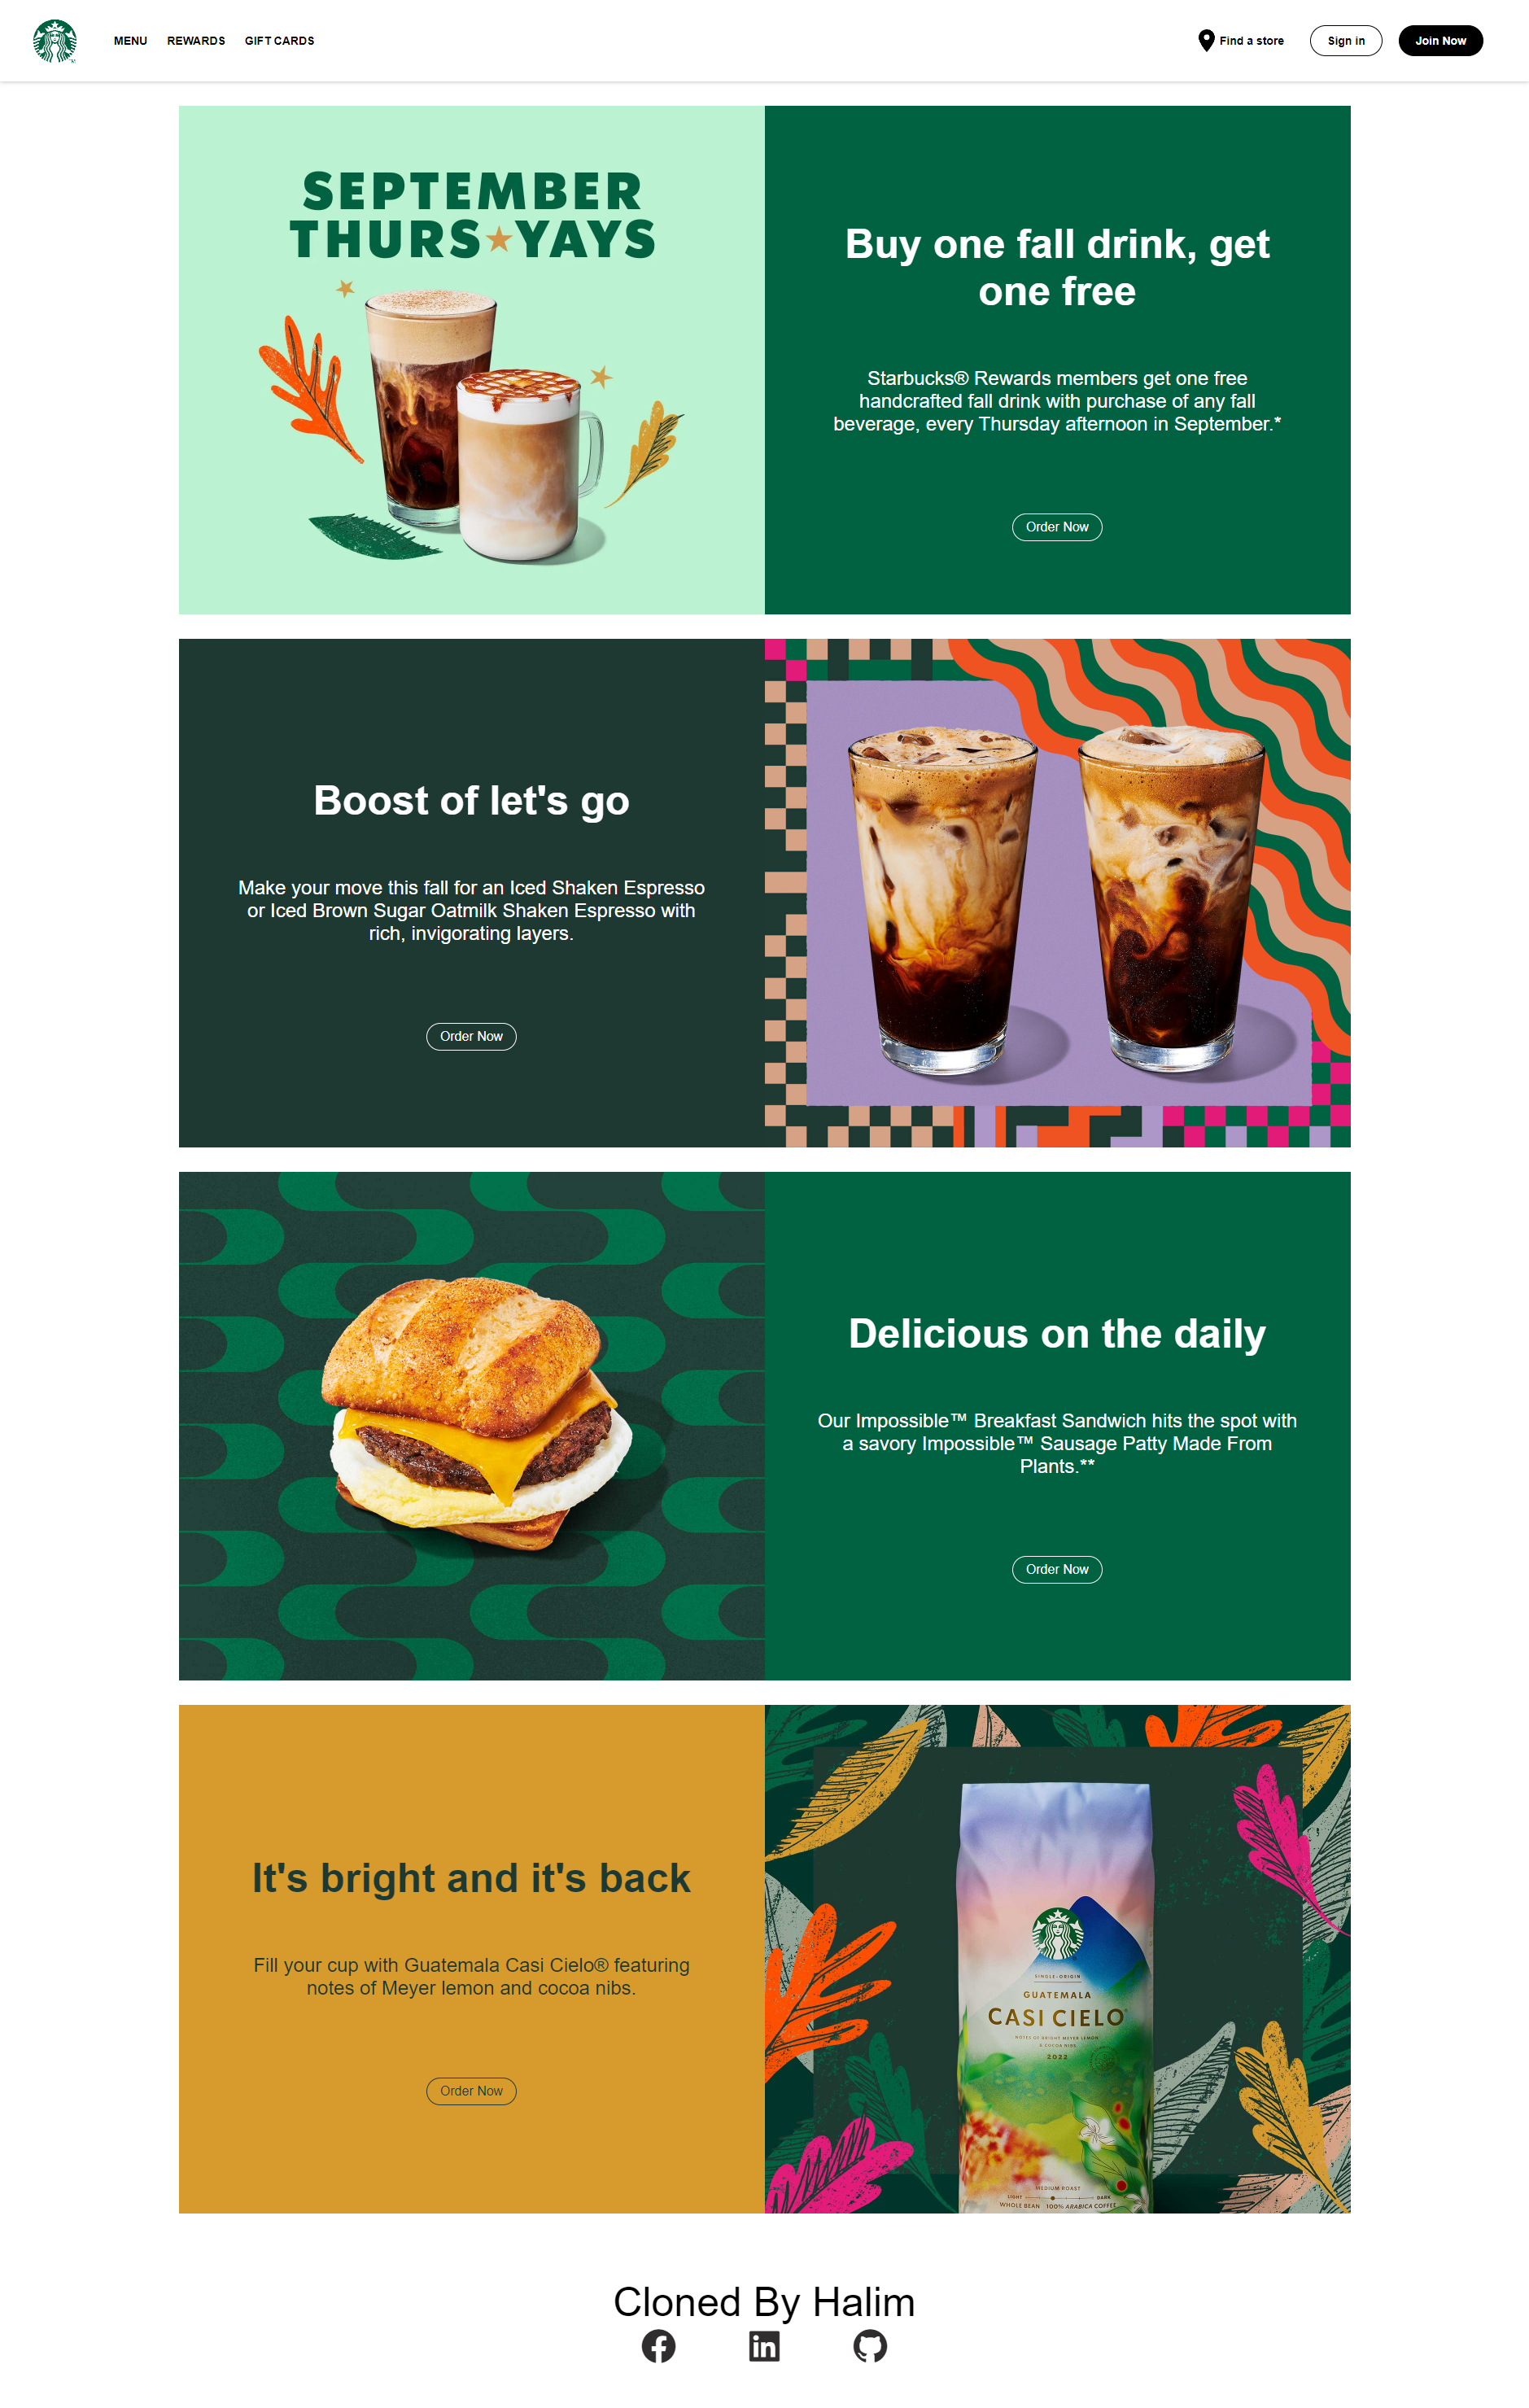 MENU REWARDS GIFT CARDS Find a store Sign in Join Now
SEPTEMBER
THURS★YAYS
Buy one fall drink, get
one free
Starbucks® Rewards members get one free
handcrafted fall drink with purchase of any fall
beverage, every Thursday afternoon in September.*
Order Now
Boost of let's go
Make your move this fall for an Iced Shaken Espresso
or Iced Brown Sugar Oatmilk Shaken Espresso with
rich, invigorating layers.
Order Now
Delicious on the daily
Our Impossible™ Breakfast Sandwich hits the spot with
a savory Impossible™ Sausage Patty Made From
Plants.**
Order Now
It's bright and it's back
Fill your cup with Guatemala Casi Cielo® featuring
notes of Meyer lemon and cocoa nibs.
Order Now
SINGLE-ORIGIN
GUATEMALA
CASI CIELO®
NOTES OF BRIGHT MEYER LEMON
& COCOA NIBS
2022
MEDIUM ROAST
LIGHT DARK
WHOLE BEAN 100% ARABICA COFFEE
Cloned By Halim